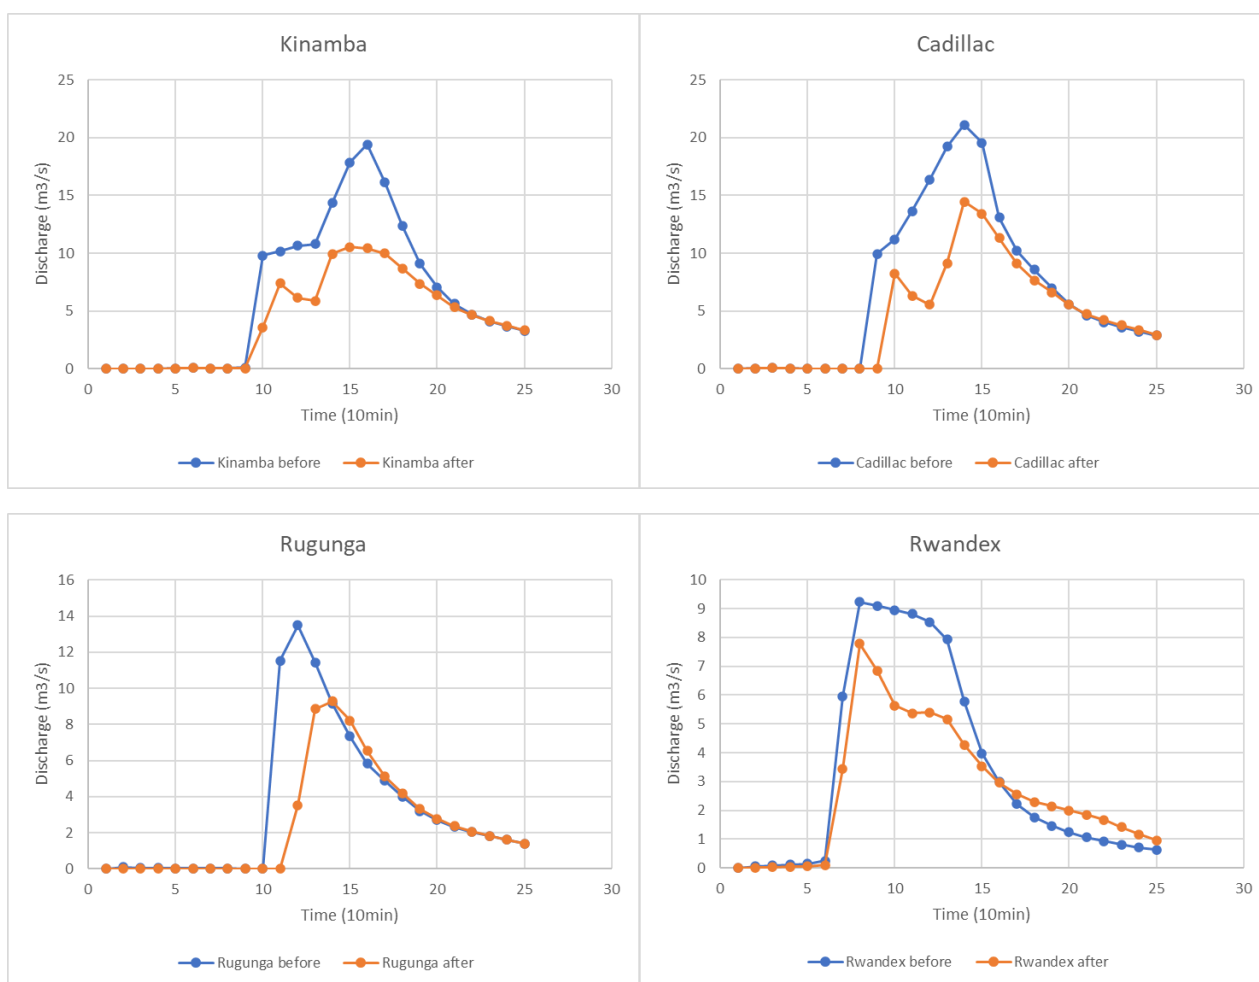 Kinamba
25
20
15
10
5
0
Discharge (m3/s)
0 5 10 15 20 25 30
Time (10min)
Kinamba before Kinamba after
Cadillac
25
20
15
10
5
0
Discharge (m3/s)
0 5 10 15 20 25 30
Time (10min)
Cadillac before Cadillac after
Rugunga
16
14
12
10
8
6
4
2
0
Discharge (m3/s)
0 5 10 15 20 25 30
Time (10min)
Rugunga before Rugunga after
Rwandex
10
9
8
7
6
5
4
3
2
1
0
Discharge (m3/s)
0 5 10 15 20 25 30
Time (10min)
Rwandex before Rwandex after